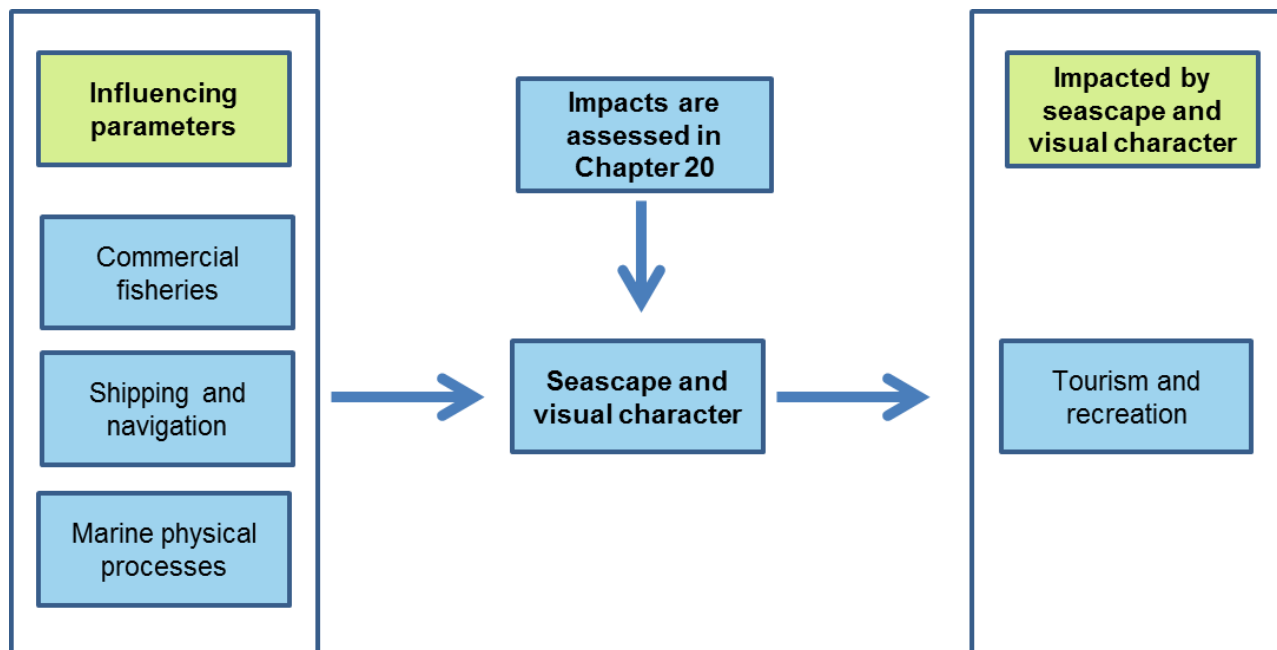 Influencing
parameters
Commercial
fisheries
Shipping and
navigation
Marine physical
processes
Impacts are
assessed in
Chapter 20
Seascape and
visual character
Impacted by
seascape and
visual character
Tourism and
recreation